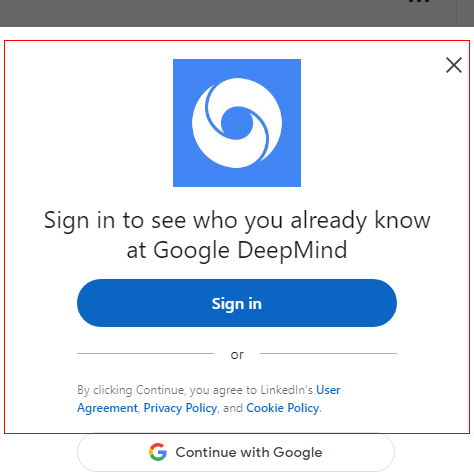 Sign in to see who you already know
at Google DeepMind
Sign in
or
By clicking Continue, you agree to LinkedIn's User
Agreement, Privacy Policy, and Cookie Policy.
Continue with Google